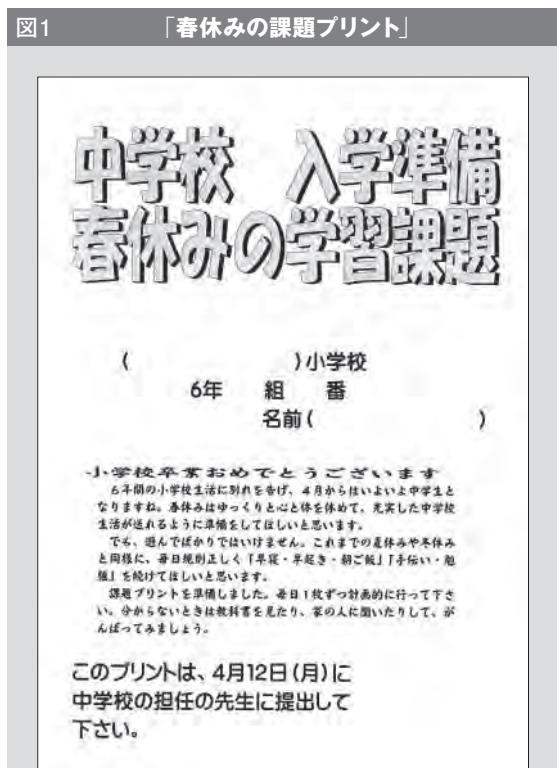 図1 「春休みの課題プリント」
中学校 入学準備
春休みの学習課題
( )小学校
6年 組 番
名前( )
小学校卒業おめでとうございます
6年間の小学校生活に別れを告げ、4月からはいよいよ中学生と
なりますね。春休みはゆっくりと心と体を休めて、充実した中学校
生活が送れるように準備をしてほしいと思います。
でも、遊んでばかりではいけません。これまでの夏休みや冬休み
と同様に、毎日規則正しく「早寝・早起き・朝ご飯」「手伝い・勉
強」を続けてほしいと思います。
課題プリントを準備しました。毎日1枚ずつ計画的に行って下さ
い。分からないときは教科書を見たり、家の人に聞いたりして、が
んばってみましょう。
このプリントは、4月12日(月)に
中学校の担任の先生に提出して
下さい。